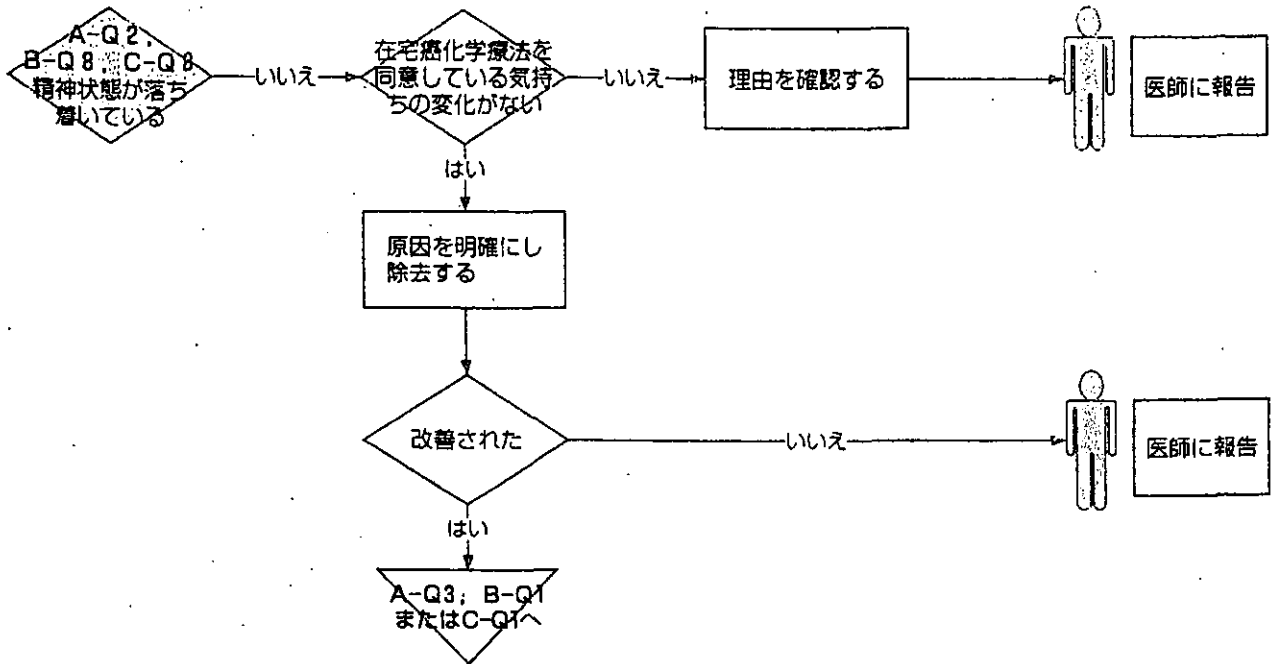 A-Q2,
B-Q8, C-Q8
精神状態が落ち
着いている
いいえ
在宅癌化学療法を
同意している気持
ちの変化がない
いいえ
理由を確認する
医師に報告
はい
原因を明確にし
除去する
改善された
いいえ
医師に報告
はい
A-Q3; B-Q1
またはC-Q1へ